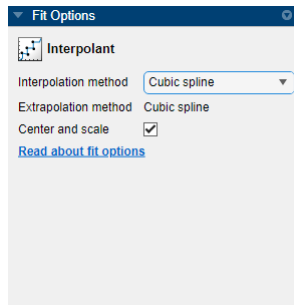 Fit Options
Interpolant
Interpolation method Cubic spline
Extrapolation method Cubic spline
Center and scale
Read about fit options